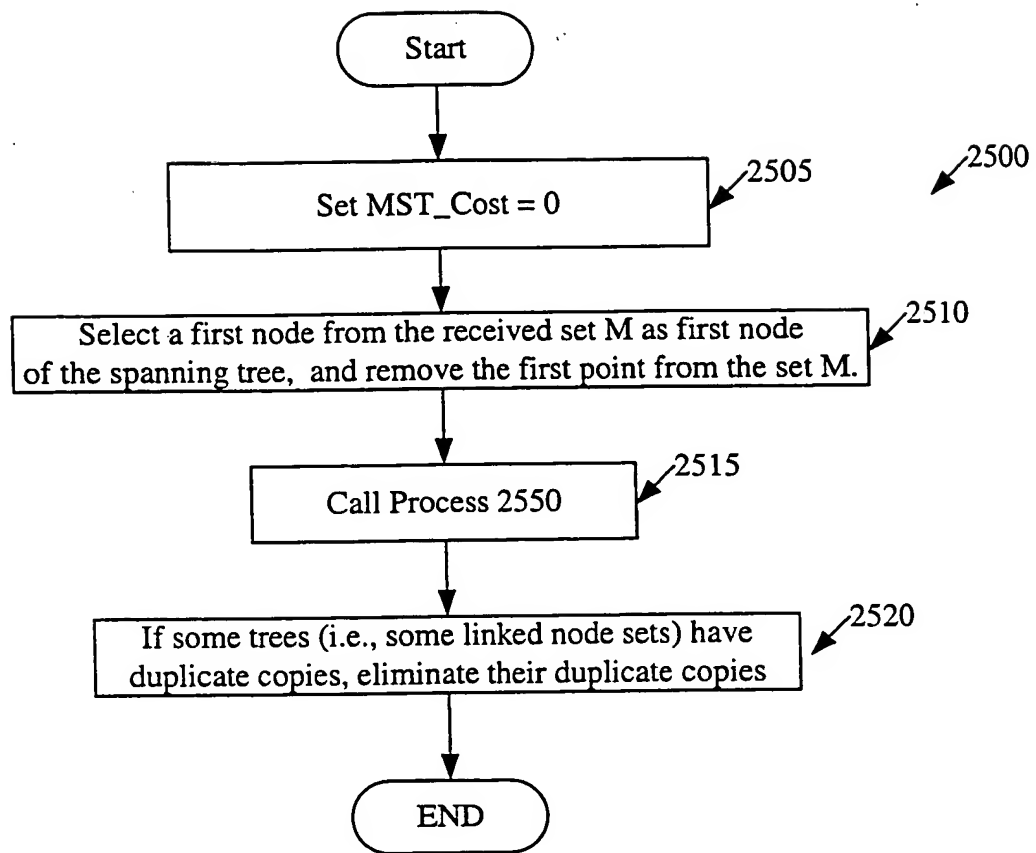 Start
Set MST_Cost = 0
2505
2500
Select a first node from the received set M as first node
of the spanning tree, and remove the first point from the set M.
2510
Call Process 2550
2515
If some trees (i.e., some linked node sets) have
duplicate copies, eliminate their duplicate copies
2520
END